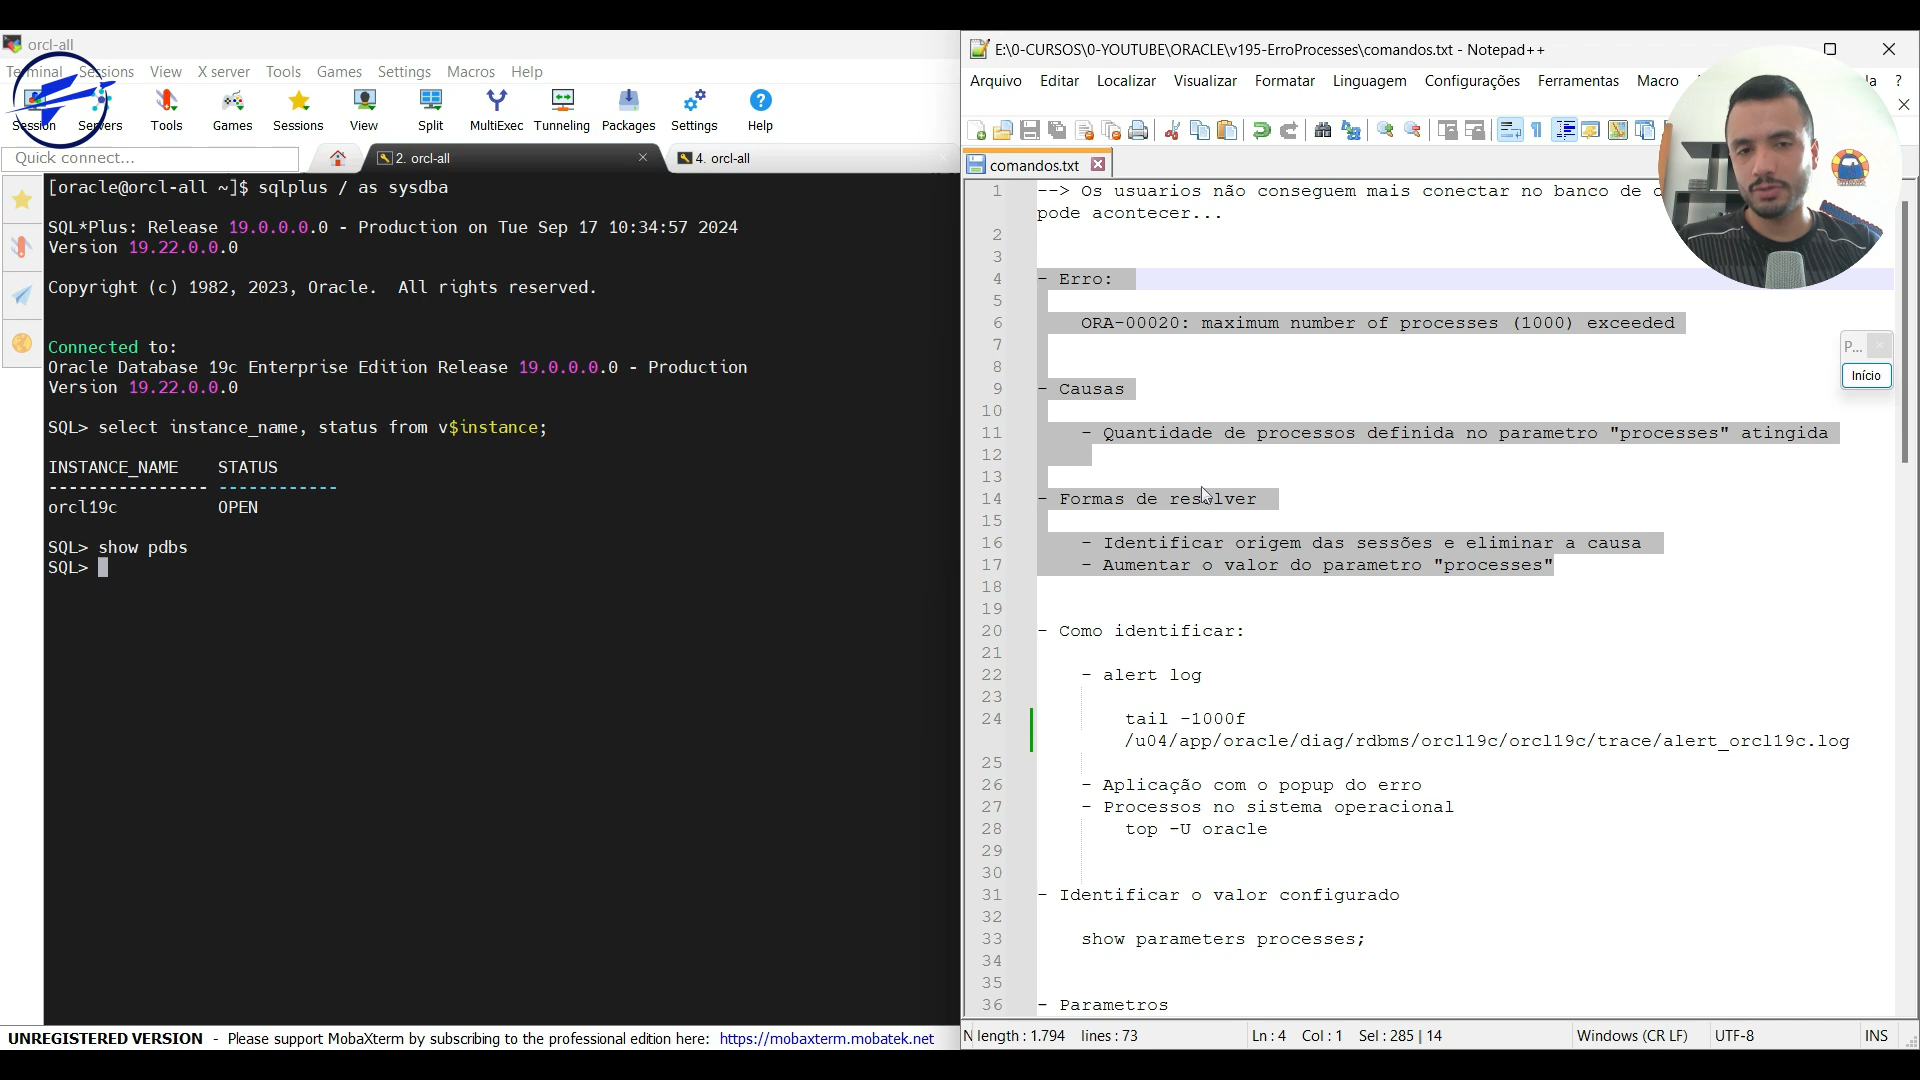 orcl-all
Terminal Sessions View X server Tools Games Settings Macros Help
Session Servers Tools Games Sessions View Split MultiExec Tunneling Packages Settings Help
Quick connect...
2. orcl-all
4. orcl-all
[oracle@orcl-all ~]$ sqlplus / as sysdba
SQL*Plus: Release 19.0.0.0.0 - Production on Tue Sep 17 10:34:57 2024
Version 19.22.0.0.0
Copyright (c) 1982, 2023, Oracle.  All rights reserved.
Connected to:
Oracle Database 19c Enterprise Edition Release 19.0.0.0.0 - Production
Version 19.22.0.0.0
SQL> select instance_name, status from v$instance;
INSTANCE_NAME    STATUS
---------------- ------------
orcl19c          OPEN
SQL> show pdbs
SQL>
UNREGISTERED VERSION - Please support MobaXterm by subscribing to the professional edition here: https://mobaxterm.mobatek.net
E:\0-CURSOS\0-YOUTUBE\ORACLE\v195-ErroProcesses\comandos.txt - Notepad++
Arquivo Editar Localizar Visualizar Formatar Linguagem Configurações Ferramentas Macro ?
comandos.txt
1 --> Os usuarios não conseguem mais conectar no banco de
pode acontecer...
2
3
4 - Erro:
5
6 ORA-00020: maximum number of processes (1000) exceeded
7
8
9 - Causas
10
11 - Quantidade de processos definida no parametro "processes" atingida
12
13
14 - Formas de resolver
15
16 - Identificar origem das sessões e eliminar a causa
17 - Aumentar o valor do parametro "processes"
18
19
20 - Como identificar:
21
22 - alert log
23
24 tail -1000f
/u04/app/oracle/diag/rdbms/orcl19c/orcl19c/trace/alert_orcl19c.log
25
26 - Aplicação com o popup do erro
27 - Processos no sistema operacional
28 top -U oracle
29
30
31 - Identificar o valor configurado
32
33 show parameters processes;
34
35
36 - Parametros
P...
Início
N length : 1.794 lines : 73 Ln : 4 Col : 1 Sel : 285 | 14 Windows (CR LF) UTF-8 INS